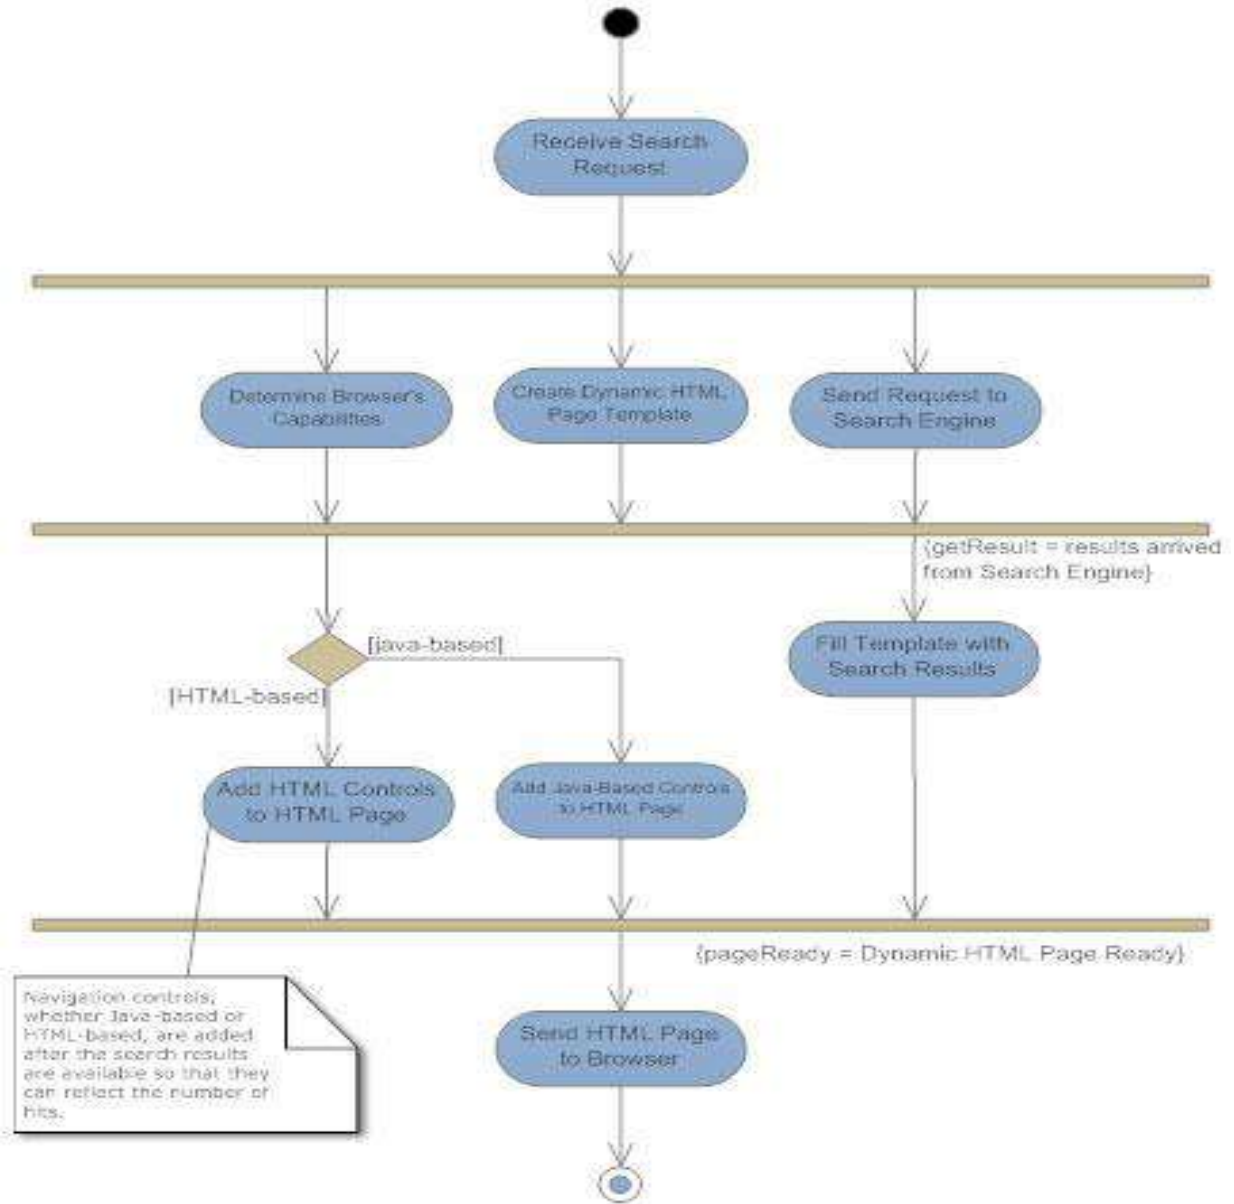 Receive Search
Request
Determine Browser's
Capabilities
Create Dynamic HTML
Page Template
Send Request to
Search Engine
{getResult = results arrived
from Search Engine}
[java-based]
[HTML-based]
Fill Template with
Search Results
Add HTML Controls
to HTML Page
Add Java-Based Controls
to HTML Page
{pageReady = Dynamic HTML Page Ready}
Navigation controls,
whether Java-based or
HTML-based, are added
after the search results
are available so that they
can reflect the number of
hits.
Send HTML Page
to Browser